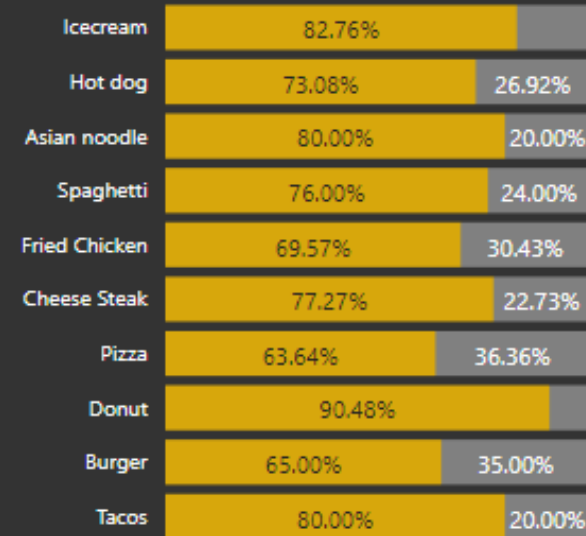 Icecream 82.76%
Hot dog 73.08% 26.92%
Asian noodle 80.00% 20.00%
Spaghetti 76.00% 24.00%
Fried Chicken 69.57% 30.43%
Cheese Steak 77.27% 22.73%
Pizza 63.64% 36.36%
Donut 90.48%
Burger 65.00% 35.00%
Tacos 80.00% 20.00%